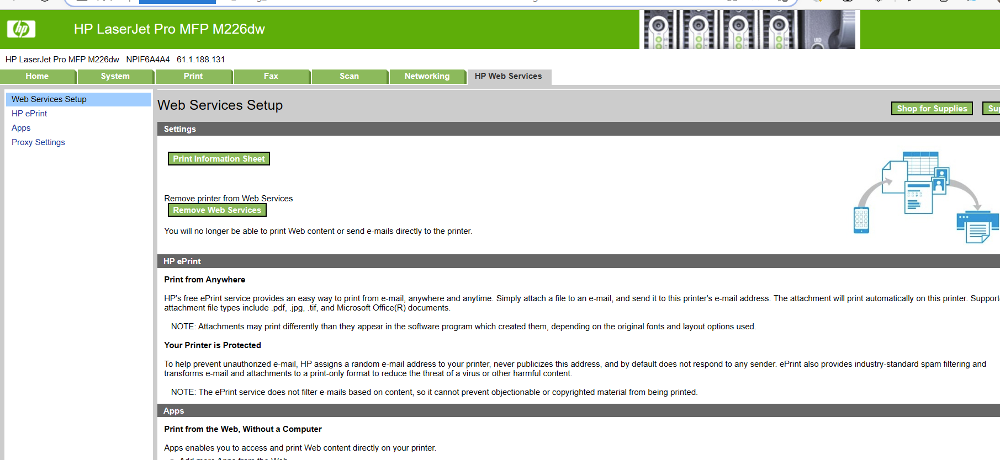 hp
HP LaserJet Pro MFP M226dw
UID
HP LaserJet Pro MFP M226dw NPIF6A4A4 61.1.188.131
Home System Print Fax Scan Networking HP Web Services
Web Services Setup
HP ePrint
Apps
Proxy Settings
Web Services Setup
Shop for Supplies
Settings
Print Information Sheet
Remove printer from Web Services
Remove Web Services
You will no longer be able to print Web content or send e-mails directly to the printer.
HP ePrint
Print from Anywhere
HP's free ePrint service provides an easy way to print from e-mail, anywhere and anytime. Simply attach a file to an e-mail, and send it to this printer's e-mail address. The attachment will print automatically on this printer. Support
attachment file types include .pdf, .jpg, .tif, and Microsoft Office(R) documents.
NOTE: Attachments may print differently than they appear in the software program which created them, depending on the original fonts and layout options used.
Your Printer is Protected
To help prevent unauthorized e-mail, HP assigns a random e-mail address to your printer, never publicizes this address, and by default does not respond to any sender. ePrint also provides industry-standard spam filtering and
transforms e-mail and attachments to a print-only format to reduce the threat of a virus or other harmful content.
NOTE: The ePrint service does not filter e-mails based on content, so it cannot prevent objectionable or copyrighted material from being printed.
Apps
Print from the Web, Without a Computer
Apps enables you to access and print Web content directly on your printer.
Add more Apps from the Web